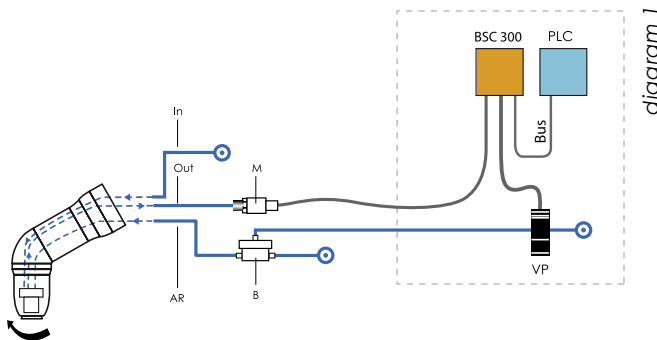 diagram 1
BSC 300 PLC
In
Bus
Out M
VP
AR B